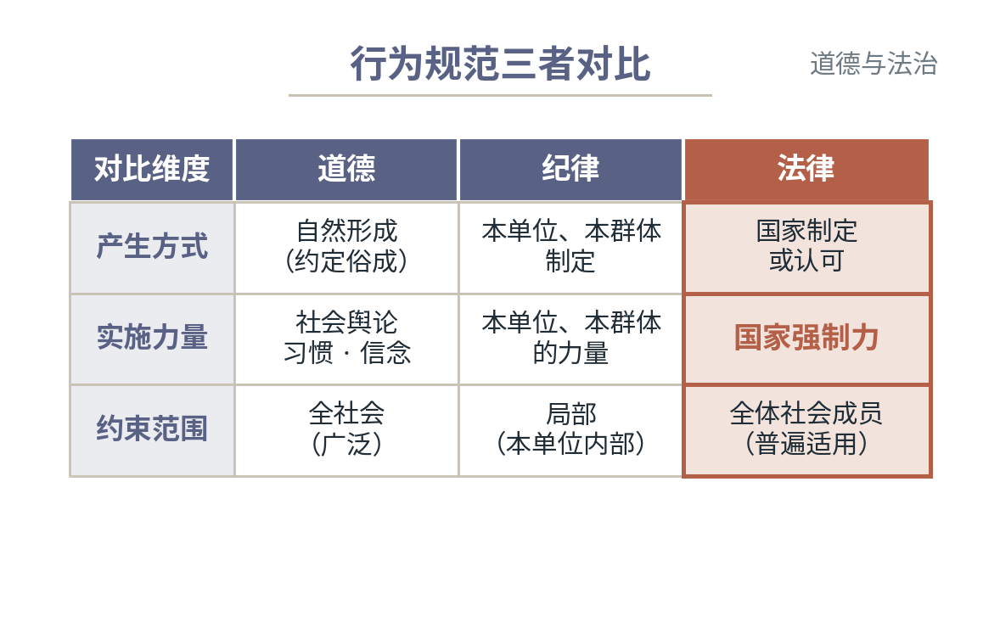 行为规范三者对比
道德与法治
对比维度 道德 纪律 法律
产生方式
自然形成
（约定俗成）
本单位、本群体
制定
国家制定
或认可
实施力量
社会舆论
习惯 · 信念
本单位、本群体
的力量
国家强制力
约束范围
全社会
（广泛）
局部
（本单位内部）
全体社会成员
（普遍适用）